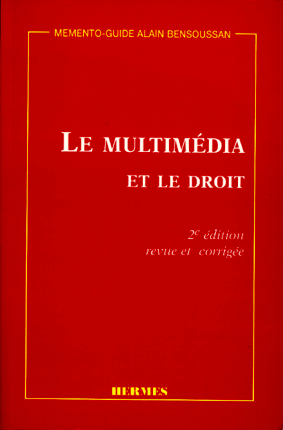 MEMENTO-GUIDE ALAIN BENSOUSSAN
LE MULTIMÉDIA
ET LE DROIT
2e édition
revue et corrigée
HERMES